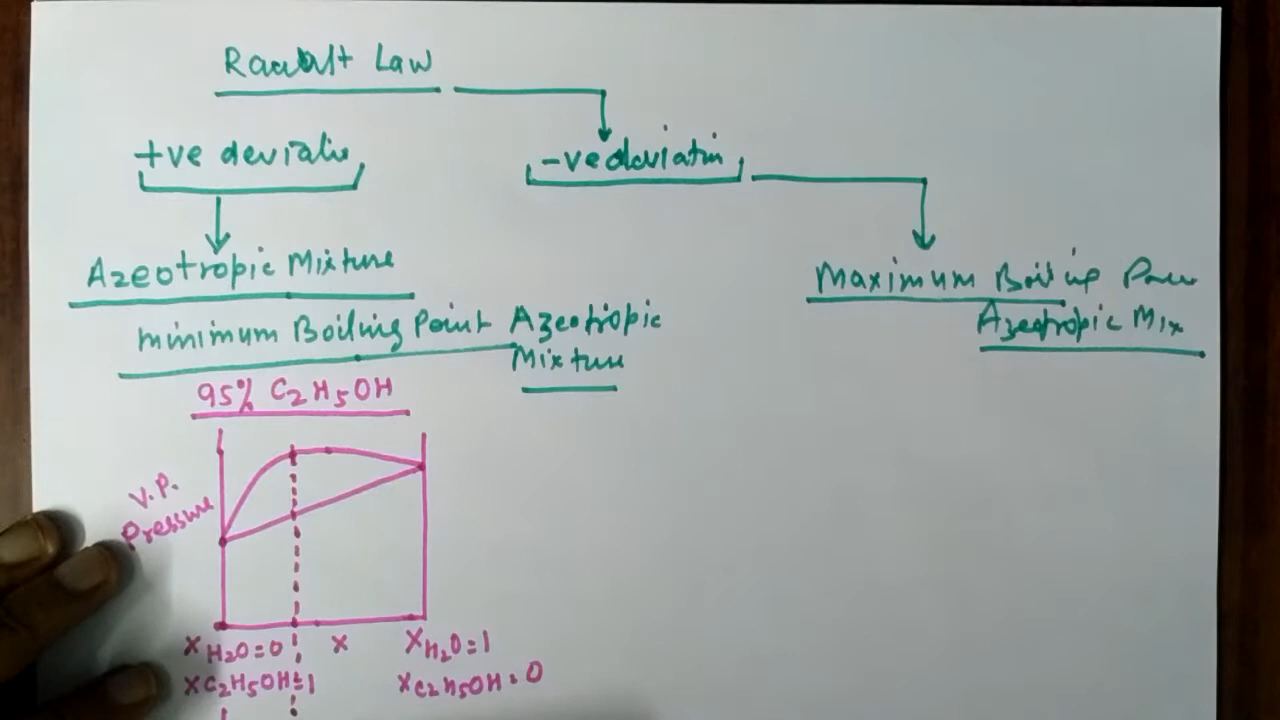 Raoult Law
+ve deviatin
-ve deviatin
Azeotropic Mixture
minimum Boiling Point Azeotropic
Mixture
Maximum Boiling
Azeotropic Mix
95% C2H5OH
V.P.
Pressure
XH2O=0
X
XH2O=1
XC2H5OH=1
XC2H5OH=0